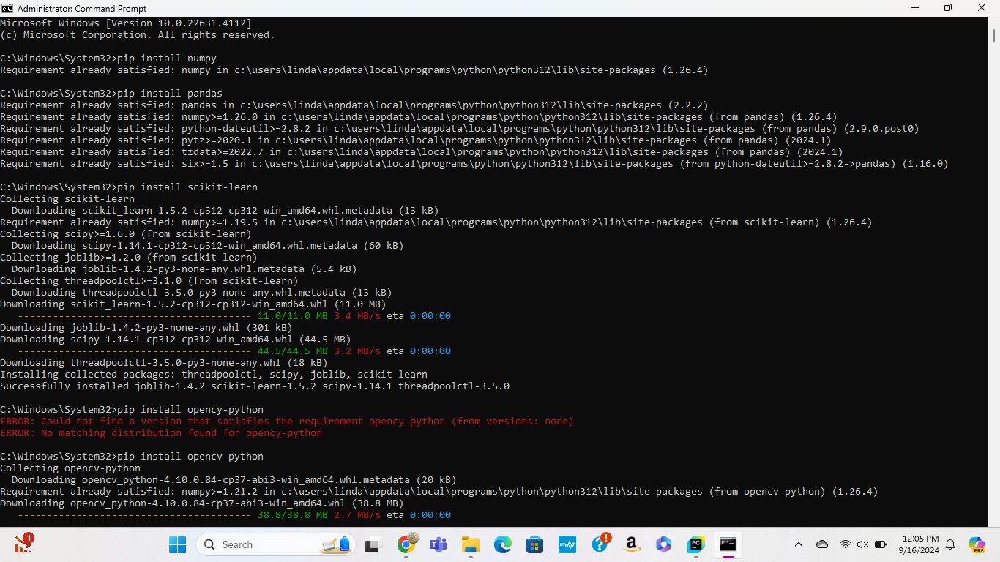 Administrator: Command Prompt
Microsoft Windows [Version 10.0.22631.4112]
(c) Microsoft Corporation. All rights reserved.
C:\Windows\System32>pip install numpy
Requirement already satisfied: numpy in c:\users\linda\appdata\local\programs\python\python312\lib\site-packages (1.26.4)
C:\Windows\System32>pip install pandas
Requirement already satisfied: pandas in c:\users\linda\appdata\local\programs\python\python312\lib\site-packages (2.2.2)
Requirement already satisfied: numpy>=1.26.0 in c:\users\linda\appdata\local\programs\python\python312\lib\site-packages (from pandas) (1.26.4)
Requirement already satisfied: python-dateutil>=2.8.2 in c:\users\linda\appdata\local\programs\python\python312\lib\site-packages (from pandas) (2.9.0.post0)
Requirement already satisfied: pytz>=2020.1 in c:\users\linda\appdata\local\programs\python\python312\lib\site-packages (from pandas) (2024.1)
Requirement already satisfied: tzdata>=2022.7 in c:\users\linda\appdata\local\programs\python\python312\lib\site-packages (from pandas) (2024.1)
Requirement already satisfied: six>=1.5 in c:\users\linda\appdata\local\programs\python\python312\lib\site-packages (from python-dateutil>=2.8.2->pandas) (1.16.0)
C:\Windows\System32>pip install scikit-learn
Collecting scikit-learn
  Downloading scikit_learn-1.5.2-cp312-cp312-win_amd64.whl.metadata (13 kB)
Requirement already satisfied: numpy>=1.19.5 in c:\users\linda\appdata\local\programs\python\python312\lib\site-packages (from scikit-learn) (1.26.4)
Collecting scipy>=1.6.0 (from scikit-learn)
  Downloading scipy-1.14.1-cp312-cp312-win_amd64.whl.metadata (60 kB)
Collecting joblib>=1.2.0 (from scikit-learn)
  Downloading joblib-1.4.2-py3-none-any.whl.metadata (5.4 kB)
Collecting threadpoolctl>=3.1.0 (from scikit-learn)
  Downloading threadpoolctl-3.5.0-py3-none-any.whl.metadata (13 kB)
Downloading scikit_learn-1.5.2-cp312-cp312-win_amd64.whl (11.0 MB)
   ---------------------------------------- 11.0/11.0 MB 3.4 MB/s eta 0:00:00
Downloading joblib-1.4.2-py3-none-any.whl (301 kB)
Downloading scipy-1.14.1-cp312-cp312-win_amd64.whl (44.5 MB)
   ---------------------------------------- 44.5/44.5 MB 3.2 MB/s eta 0:00:00
Downloading threadpoolctl-3.5.0-py3-none-any.whl (18 kB)
Installing collected packages: threadpoolctl, scipy, joblib, scikit-learn
Successfully installed joblib-1.4.2 scikit-learn-1.5.2 scipy-1.14.1 threadpoolctl-3.5.0
C:\Windows\System32>pip install opency-python
ERROR: Could not find a version that satisfies the requirement opency-python (from versions: none)
ERROR: No matching distribution found for opency-python
C:\Windows\System32>pip install opencv-python
Collecting opencv-python
  Downloading opencv_python-4.10.0.84-cp37-abi3-win_amd64.whl.metadata (20 kB)
Requirement already satisfied: numpy>=1.21.2 in c:\users\linda\appdata\local\programs\python\python312\lib\site-packages (from opencv-python) (1.26.4)
Downloading opencv_python-4.10.0.84-cp37-abi3-win_amd64.whl (38.8 MB)
   ---------------------------------------- 38.8/38.8 MB 2.7 MB/s eta 0:00:00
1
Search
myhp
PC
PRE
12:05 PM
9/16/2024